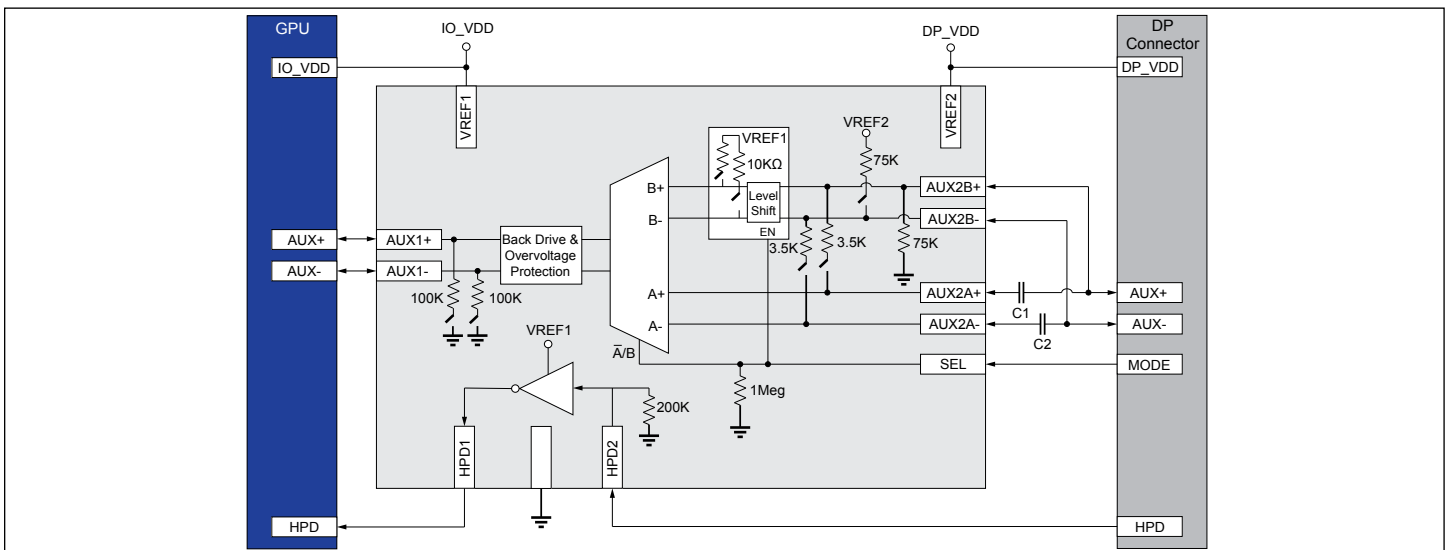 GPU
IO_VDD
DP_VDD
DP
Connector
IO_VDD
DP_VDD
VREF1
VREF2
VREF1
VREF2
10KΩ
75K
B+
Level
Shift
AUX2B+
B-
AUX2B-
EN
AUX+
AUX1+
Back Drive &
Overvoltage
Protection
3.5K
3.5K
75K
AUX-
AUX1-
100K
100K
A+
AUX2A+
C1
AUX+
A-
AUX2A-
C2
AUX-
VREF1
A̅/B
SEL
MODE
1Meg
200K
HPD1
HPD2
HPD
HPD